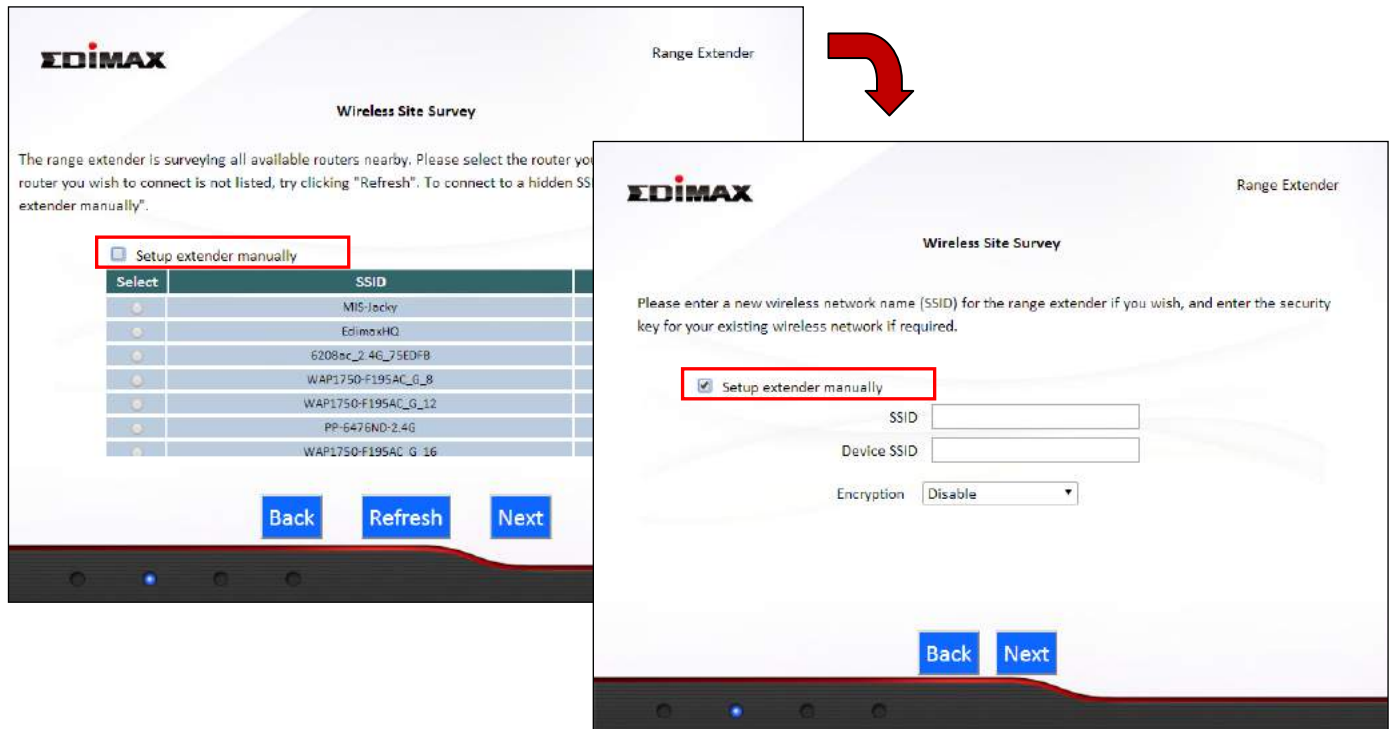 EDIMAX
Range Extender
Wireless Site Survey
The range extender is surveying all available routers nearby. Please select the router you
router you wish to connect is not listed, try clicking "Refresh". To connect to a hidden SS
extender manually".
Setup extender manually
Select SSID
MIS-Jacky
EdimaxHQ
6208ac_2.4G_75EDFB
WAP1750-F195AC_G_8
WAP1750-F195AC_G_12
PP-6476ND-2.4G
WAP1750-F195AC_G_16
Back Refresh Next
EDIMAX
Range Extender
Wireless Site Survey
Please enter a new wireless network name (SSID) for the range extender if you wish, and enter the security
key for your existing wireless network if required.
Setup extender manually
SSID
Device SSID
Encryption Disable
Back Next